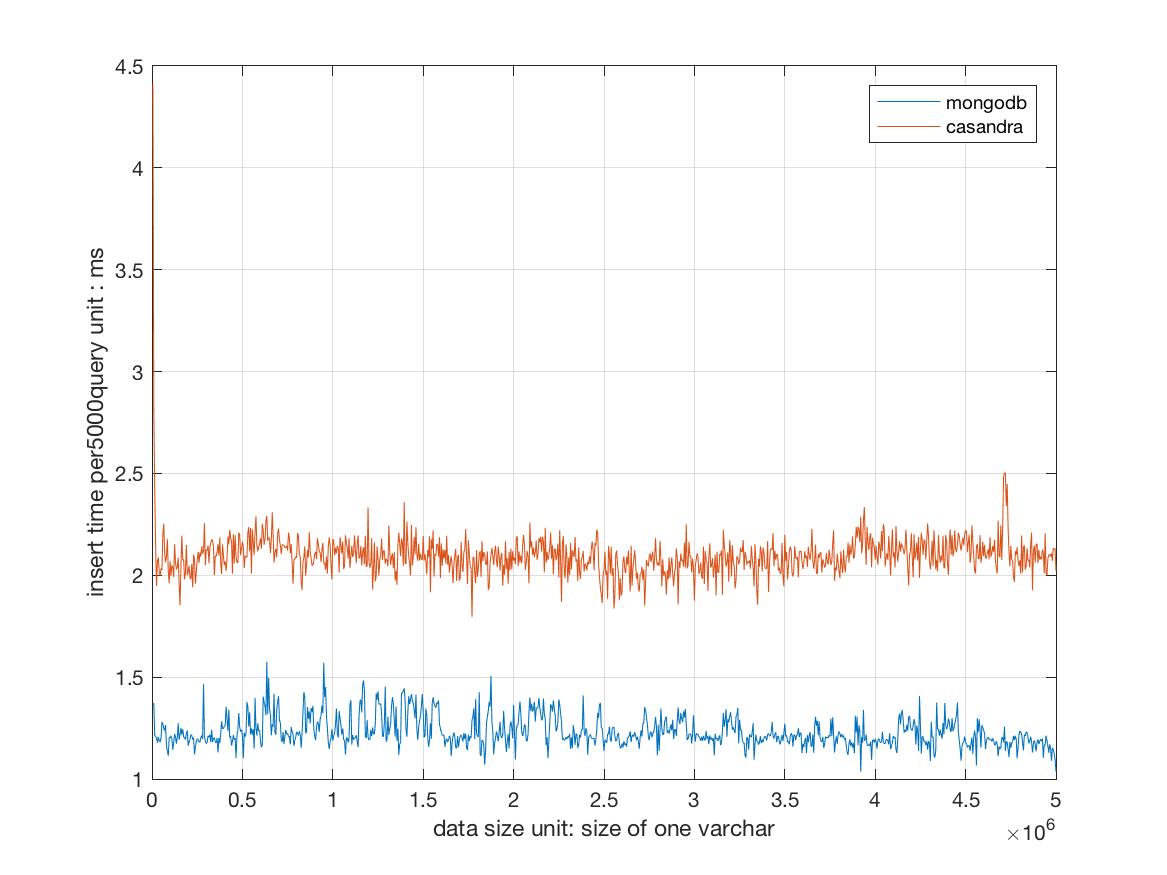 4.5
4
3.5
3
2.5
2
1.5
1
insert time per5000query unit : ms
mongodb
casandra
0 0.5 1 1.5 2 2.5 3 3.5 4 4.5 5
data size unit: size of one varchar
×10⁶